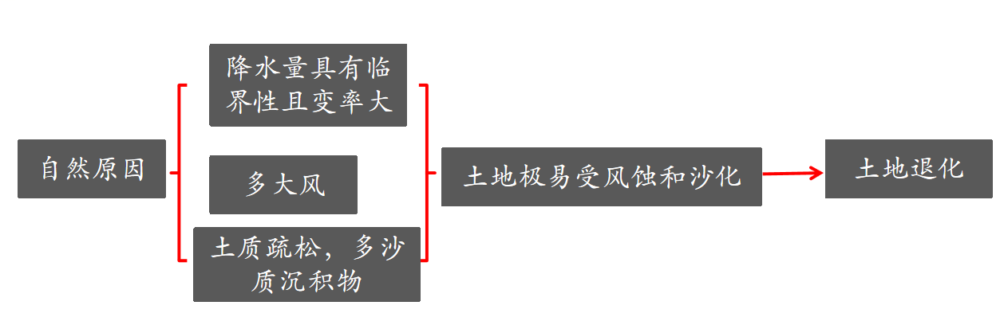 自然原因
降水量具有临
界性且变率大
多大风
土质疏松，多沙
质沉积物
土地极易受风蚀和沙化
土地退化